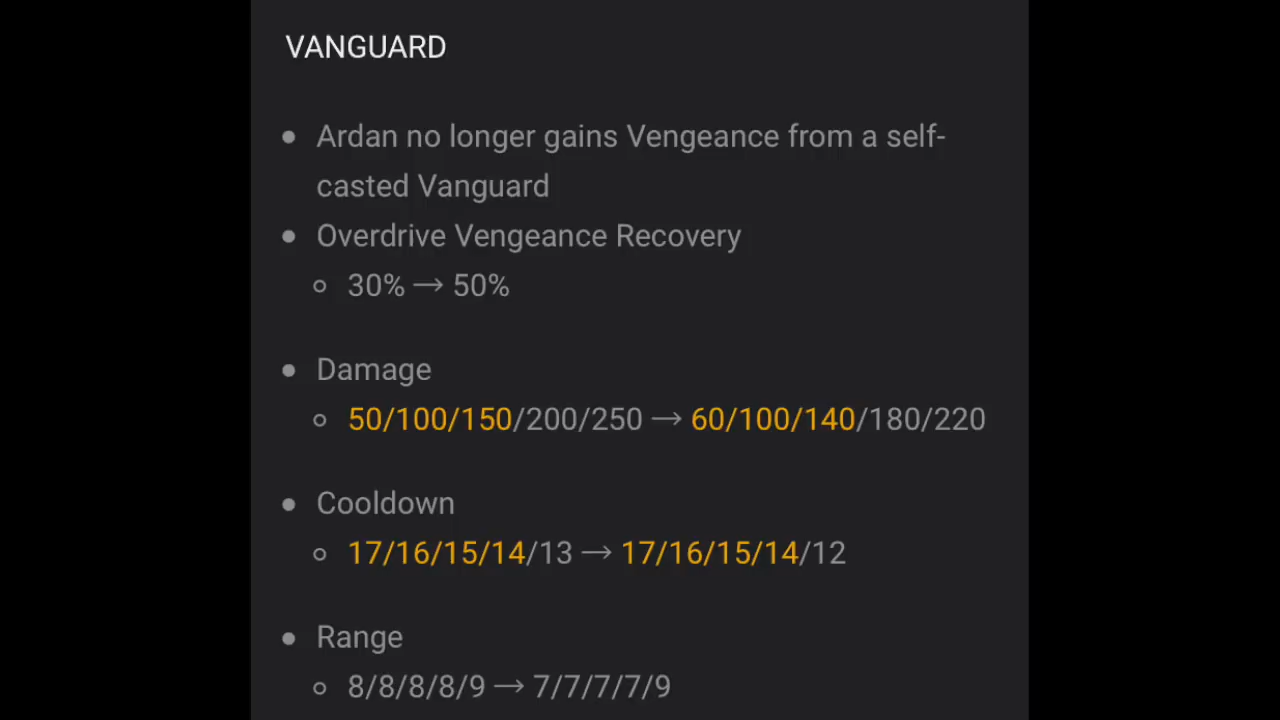 VANGUARD
• Ardan no longer gains Vengeance from a self-
casted Vanguard
• Overdrive Vengeance Recovery
○ 30% → 50%
• Damage
○ 50/100/150/200/250 → 60/100/140/180/220
• Cooldown
○ 17/16/15/14/13 → 17/16/15/14/12
• Range
○ 8/8/8/8/9 → 7/7/7/7/9